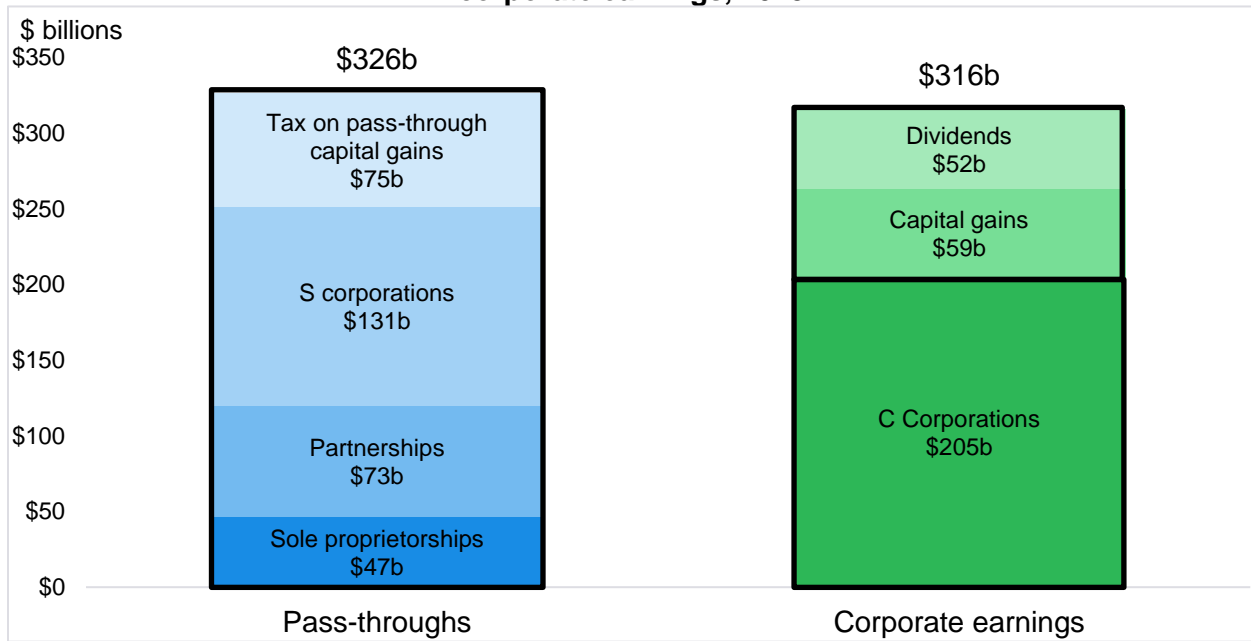 $ billions
$350
$300
$250
$200
$150
$100
$50
$0
$326b
Tax on pass-through
capital gains
$75b
S corporations
$131b
Partnerships
$73b
Sole proprietorships
$47b
Pass-throughs
$316b
Dividends
$52b
Capital gains
$59b
C Corporations
$205b
Corporate earnings